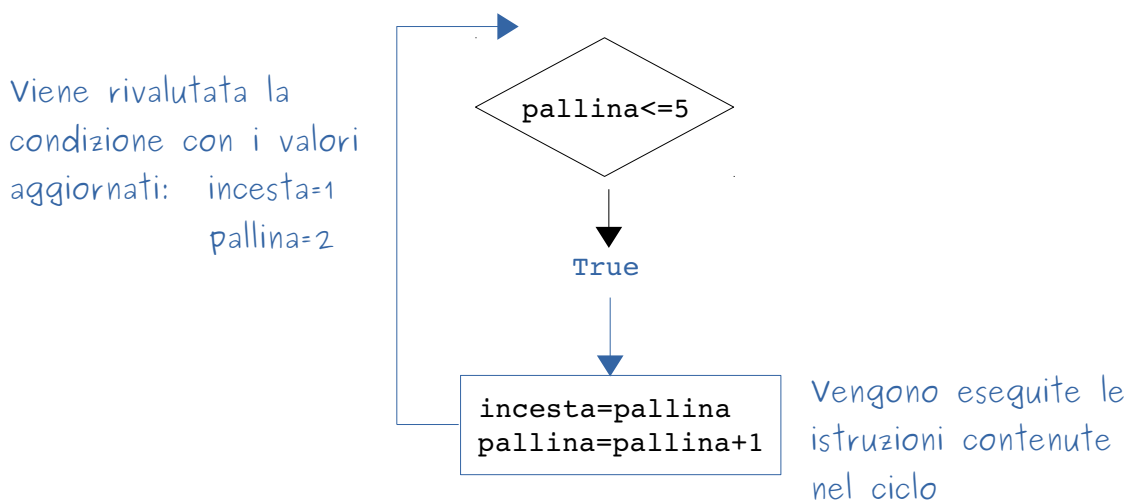 Viene rivalutata la
condizione con i valori
aggiornati: incesta=1
pallina=2
pallina<=5
True
incesta=pallina
pallina=pallina+1
Vengono eseguite le
istruzioni contenute
nel ciclo